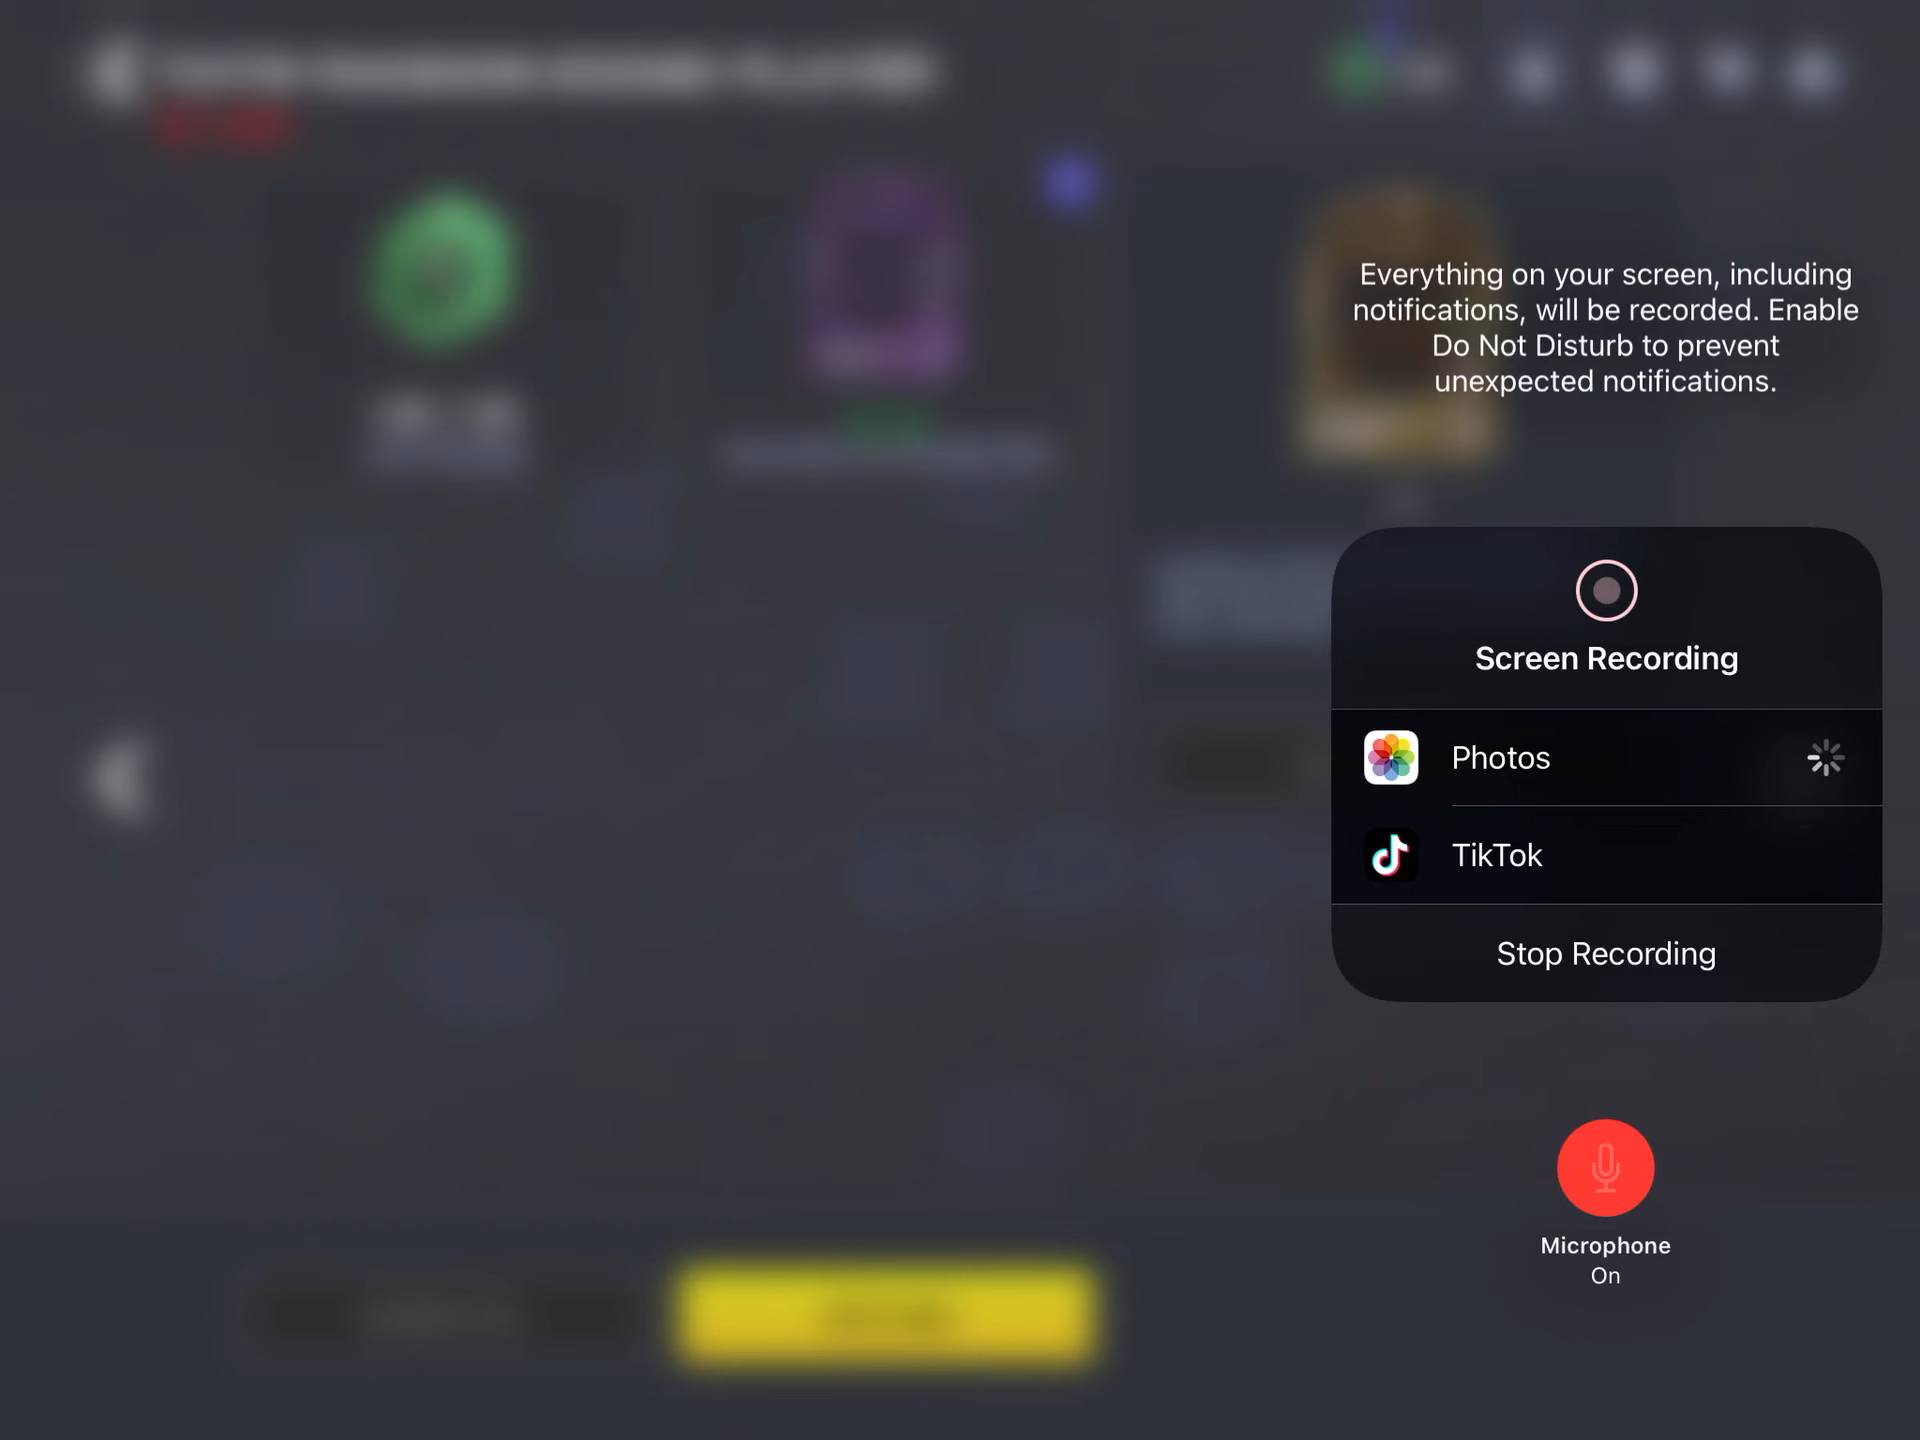 Everything on your screen, including
notifications, will be recorded. Enable
Do Not Disturb to prevent
unexpected notifications.
Screen Recording
Photos
TikTok
Stop Recording
Microphone
On